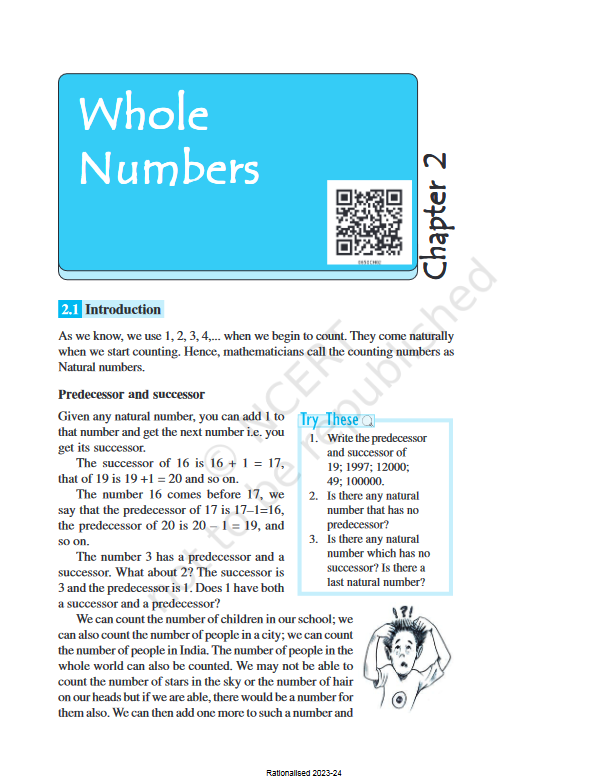 Whole
Numbers
Chapter 2
2.1 Introduction
As we know, we use 1, 2, 3, 4,... when we begin to count. They come naturally
when we start counting. Hence, mathematicians call the counting numbers as
Natural numbers.
Predecessor and successor
Given any natural number, you can add 1 to
that number and get the next number i.e. you
get its successor.
The successor of 16 is 16 + 1 = 17,
that of 19 is 19 +1 = 20 and so on.
The number 16 comes before 17, we
say that the predecessor of 17 is 17–1=16,
the predecessor of 20 is 20 – 1 = 19, and
so on.
The number 3 has a predecessor and a
successor. What about 2? The successor is
3 and the predecessor is 1. Does 1 have both
a successor and a predecessor?
Try These
1. Write the predecessor
and successor of
19; 1997; 12000;
49; 100000.
2. Is there any natural
number that has no
predecessor?
3. Is there any natural
number which has no
successor? Is there a
last natural number?
We can count the number of children in our school; we
can also count the number of people in a city; we can count
the number of people in India. The number of people in the
whole world can also be counted. We may not be able to
count the number of stars in the sky or the number of hair
on our heads but if we are able, there would be a number for
them also. We can then add one more to such a number and
!?!
© NCERT
not to be republished
Rationalised 2023-24